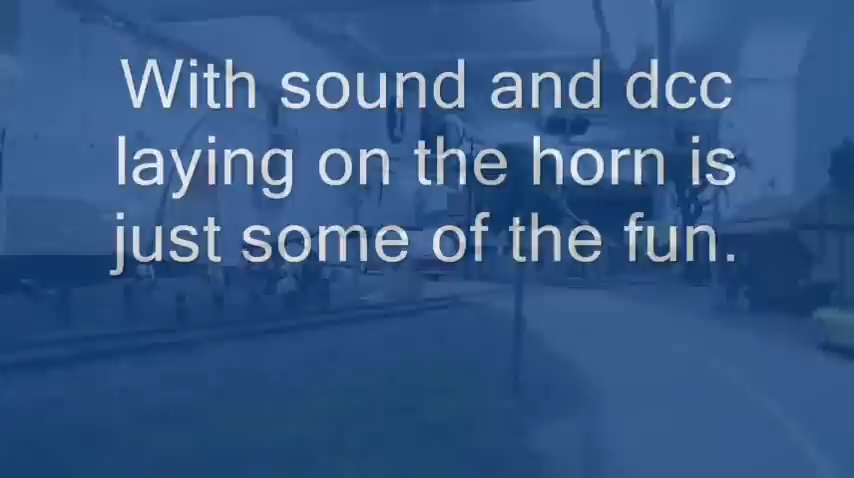 With sound and dcc
laying on the horn is
just some of the fun.